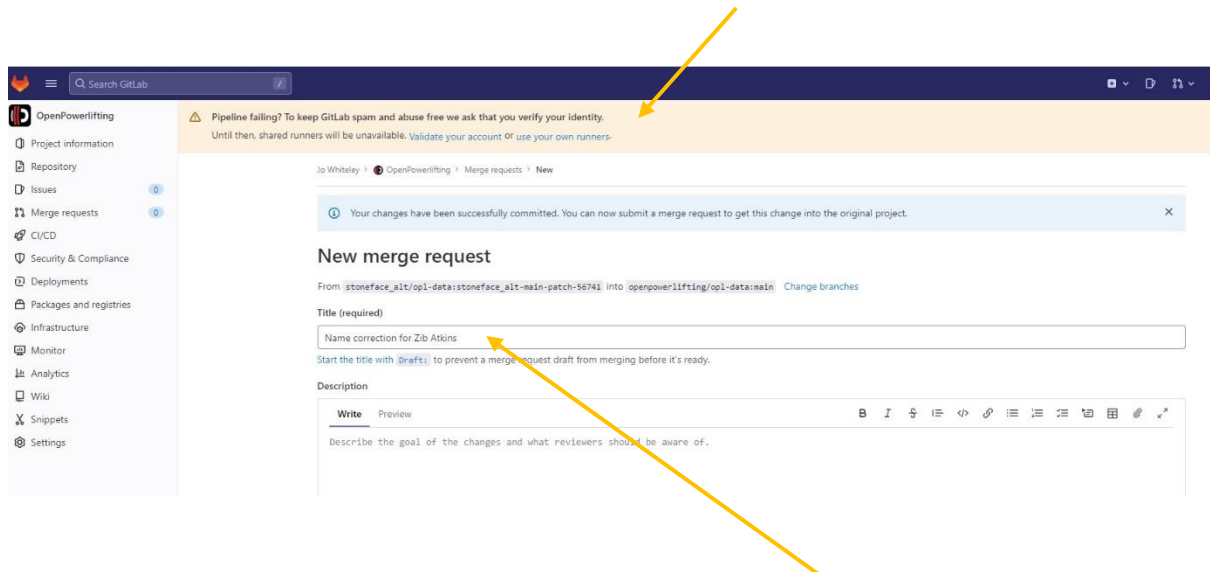 Search GitLab
/
OpenPowerlifting
Project information
Repository
Issues 0
Merge requests 0
CI/CD
Security & Compliance
Deployments
Packages and registries
Infrastructure
Monitor
Analytics
Wiki
Snippets
Settings
Pipeline failing? To keep GitLab spam and abuse free we ask that you verify your identity.
Until then, shared runners will be unavailable. Validate your account or use your own runners.
Jo Whiteley > OpenPowerlifting > Merge requests > New
Your changes have been successfully committed. You can now submit a merge request to get this change into the original project.
New merge request
From stoneface_alt/opl-data:stoneface_alt-main-patch-56741 into openpowerlifting/opl-data:main Change branches
Title (required)
Name correction for Zib Atkins
Start the title with Draft: to prevent a merge request draft from merging before it's ready.
Description
Write Preview
Describe the goal of the changes and what reviewers should be aware of.